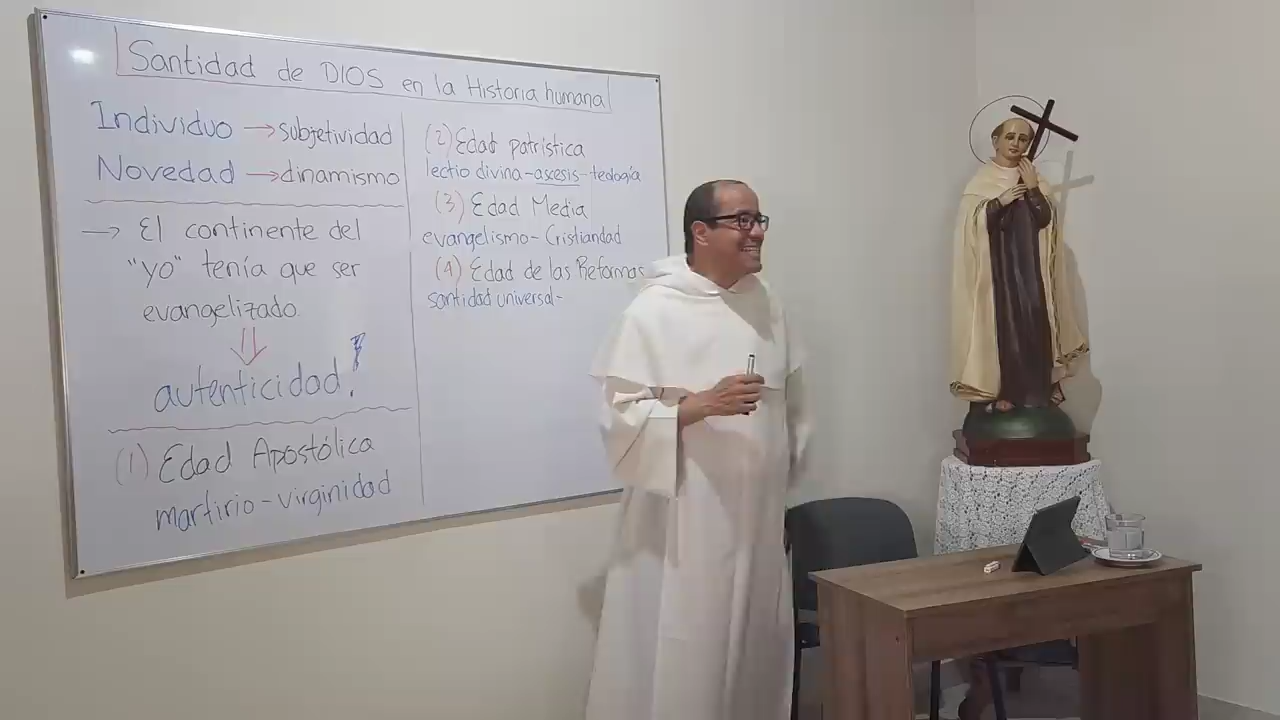 Santidad de DIOS en la Historia humana
Individuo → subjetividad
Novedad → dinamismo
→ El continente del
"yo" tenía que ser
evangelizado.
⇓
autenticidad!
(1) Edad Apostólica
martirio - virginidad
(2) Edad patrística
lectio divina - ascesis - teología
(3) Edad Media
evangelismo - Cristiandad
(4) Edad de las Reformas
santidad universal -